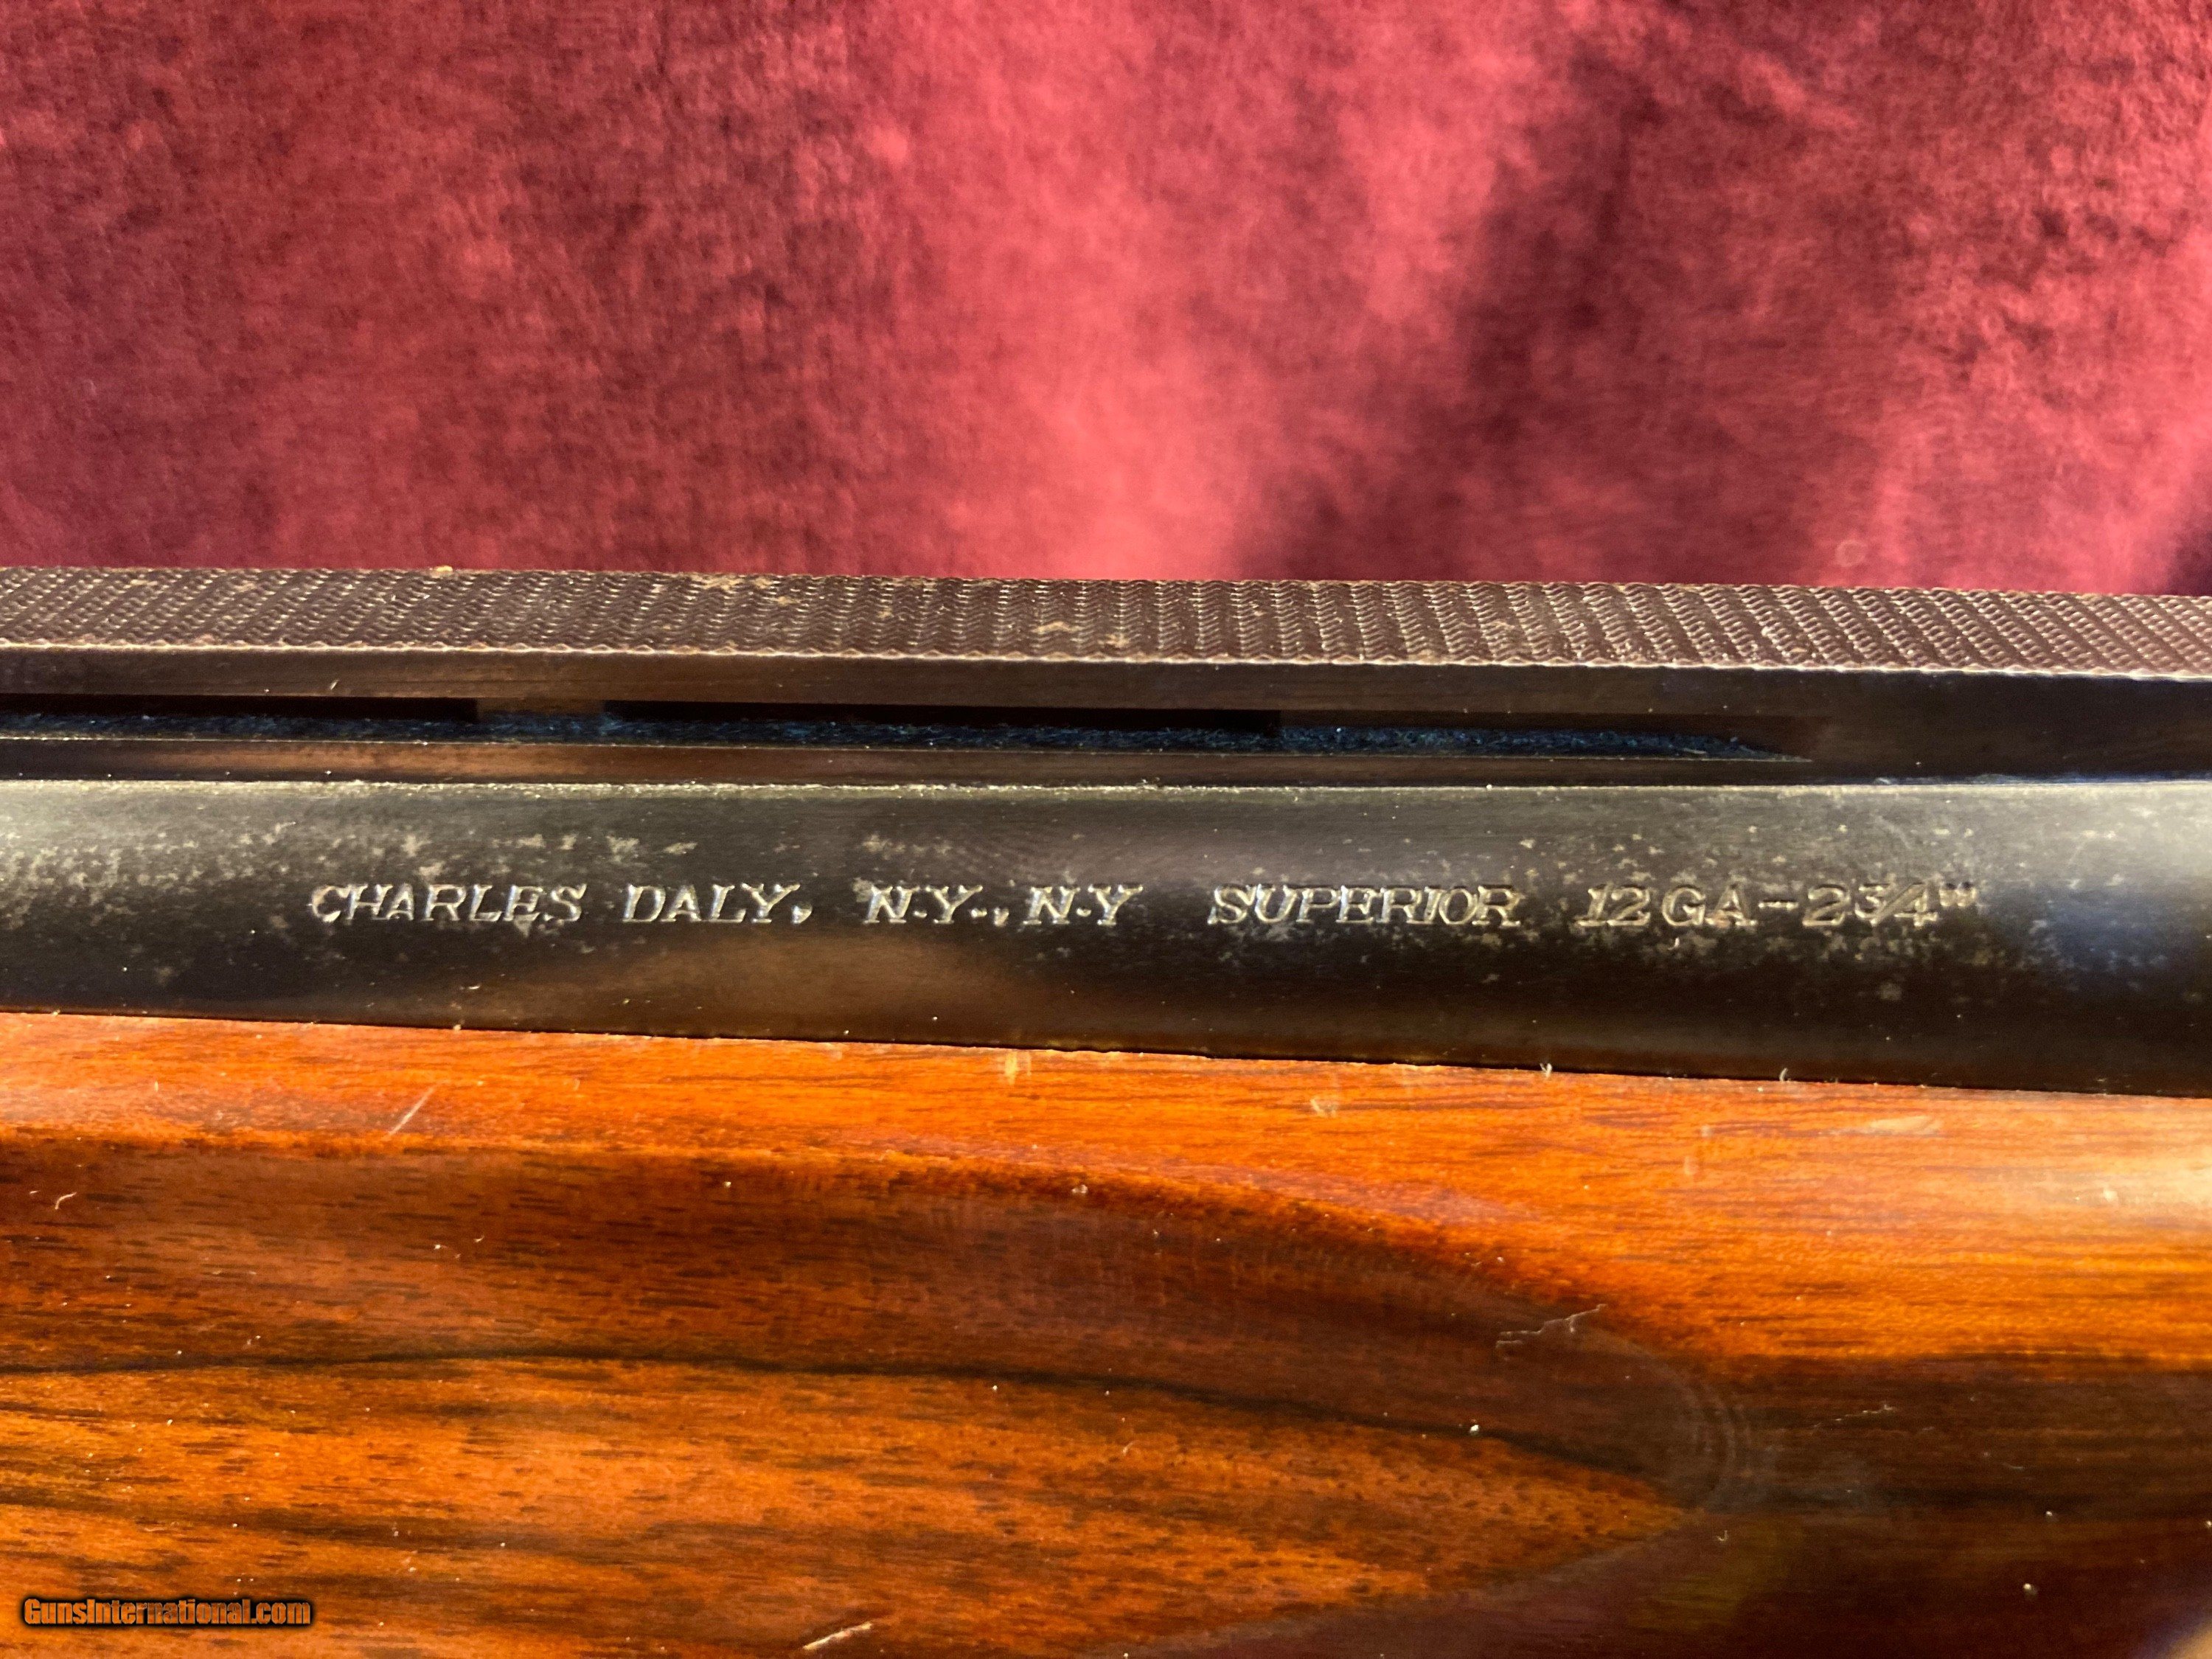 CHARLES DALY, N.Y., N.Y SUPERIOR 12GA-2¾"
GunsInternational.com